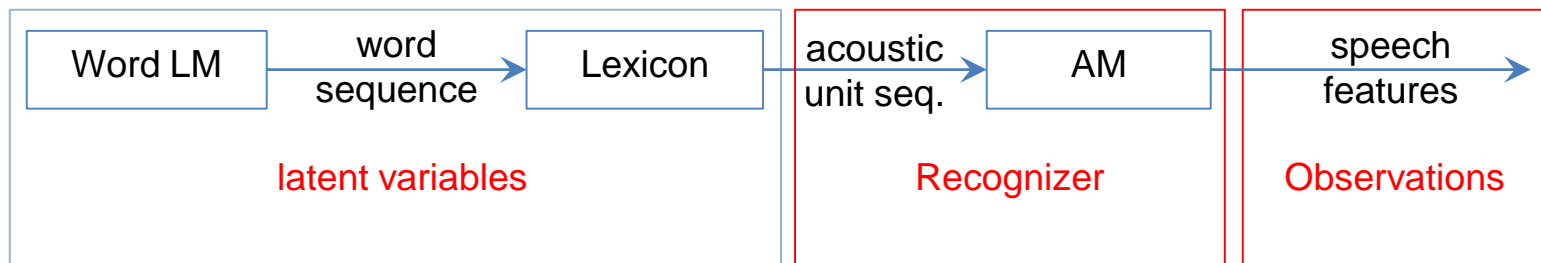 Word LM
word
sequence
Lexicon
acoustic
unit seq.
AM
speech
features
latent variables
Recognizer
Observations